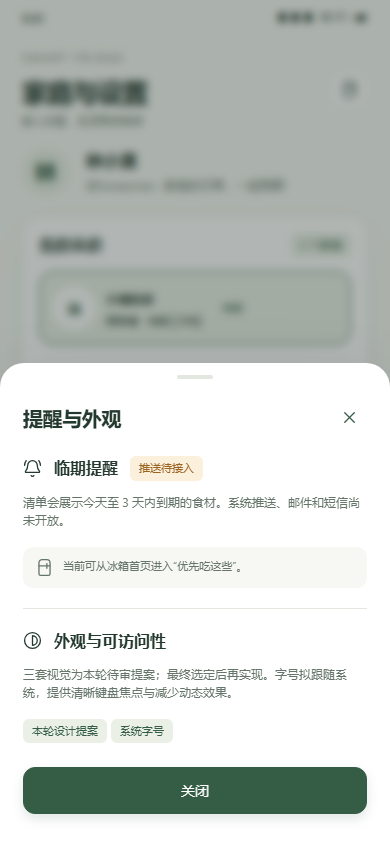 家庭与设置
提醒与外观
临期提醒 推送待接入
清单会展示今天至 3 天内到期的食材。系统推送、邮件和短信尚
未开放。
当前可从冰箱首页进入“优先吃这些”。
外观与可访问性
三套视觉为本轮待审提案；最终选定后再实现。字号拟跟随系
统，提供清晰键盘焦点与减少动态效果。
本轮设计提案 系统字号
关闭